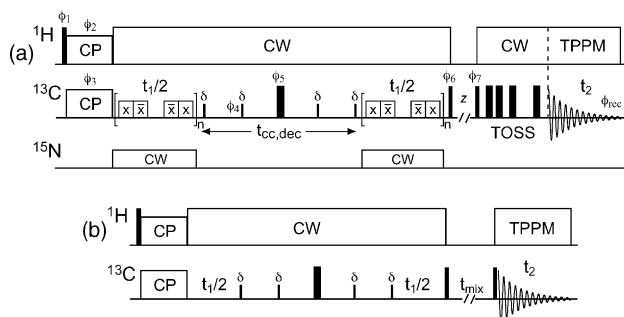 ϕ1 ϕ2
(a) ¹H CP CW CW TPPM
ϕ3 t₁/2 ϕ5 t₁/2 ϕ6 ϕ7 t₂
¹³C CP [ x x̄ x̄ x ]n δ δ ϕ4 δ δ [ x x̄ x̄ x ]n z ϕrec
tcc,dec TOSS
¹⁵N CW CW
(b) ¹H CP CW TPPM
¹³C CP t₁/2 δ δ δ δ t₁/2 tmix t₂